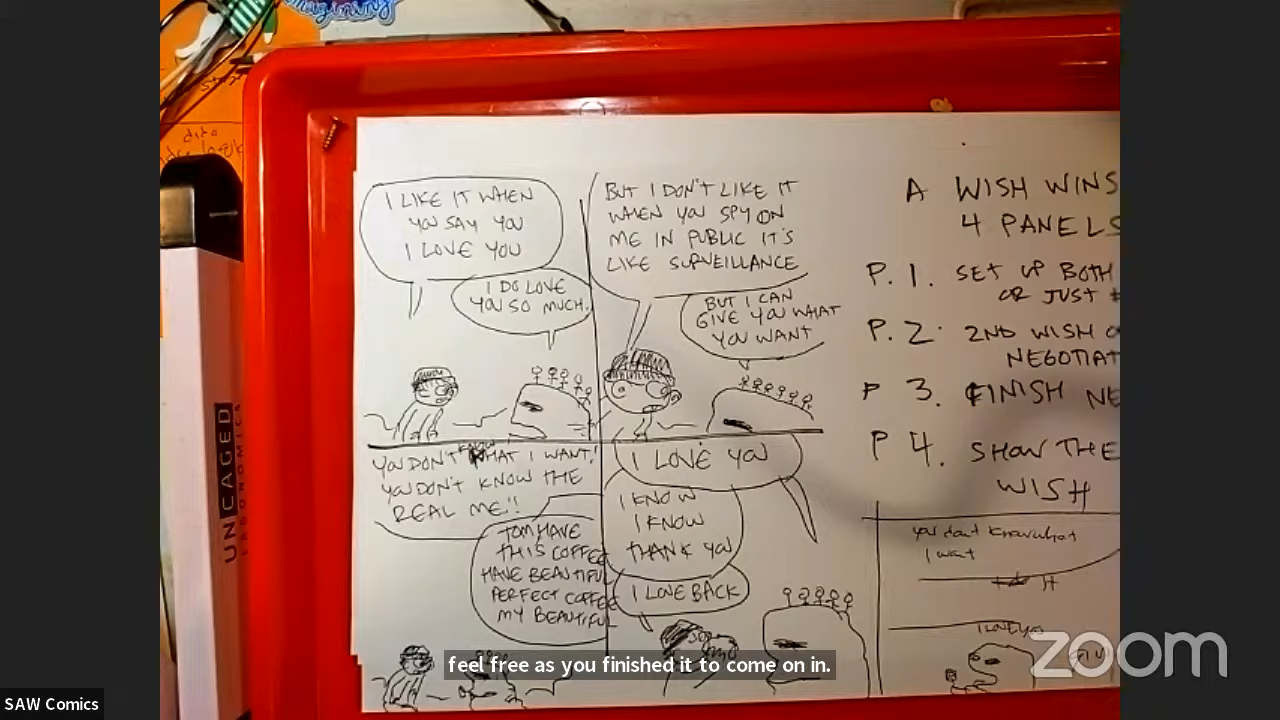 imagining
I LIKE IT WHEN
YOU SAY YOU
I LOVE YOU
I DO LOVE
YOU SO MUCH.
BUT I DON'T LIKE IT
WHEN YOU SPY ON
ME IN PUBLIC IT'S
LIKE SURVEILLANCE
BUT I CAN
GIVE YOU WHAT
YOU WANT
YOU DON'T KNOW WHAT I WANT!
YOU DON'T KNOW THE
REAL ME!!
TOM HAVE
THIS COFFEE
HAVE BEAUTIFUL
PERFECT COFFEE
MY BEAUTIFUL
I LOVE YOU
I KNOW
I KNOW
THANK YOU
I LOVE BACK
A WISH WINS
4 PANELS
P. 1. SET UP BOTH
OR JUST
P. 2. 2ND WISH
NEGOTIAT
P 3. FINISH NE
P 4. SHOW THE
WISH
you don't know what
I want
I love you
UNCAGED
ERGONOMICS
feel free as you finished it to come on in.
zoom
SAW Comics